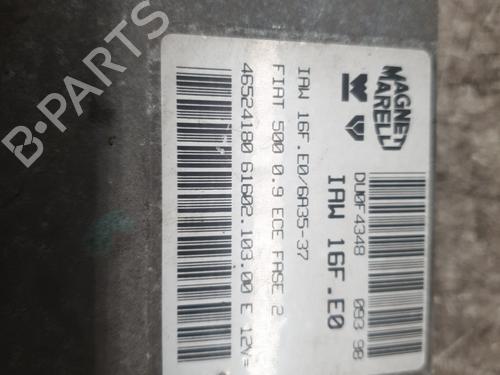 MAGNETI
MARELLI
DU0F4348 093 98
IAW 16F.E0
IAW 16F.E0/6A35-37
FIAT 500 0.9 ECE FASE 2
46524180 61602.103.00 E 12V=
B-PARTS